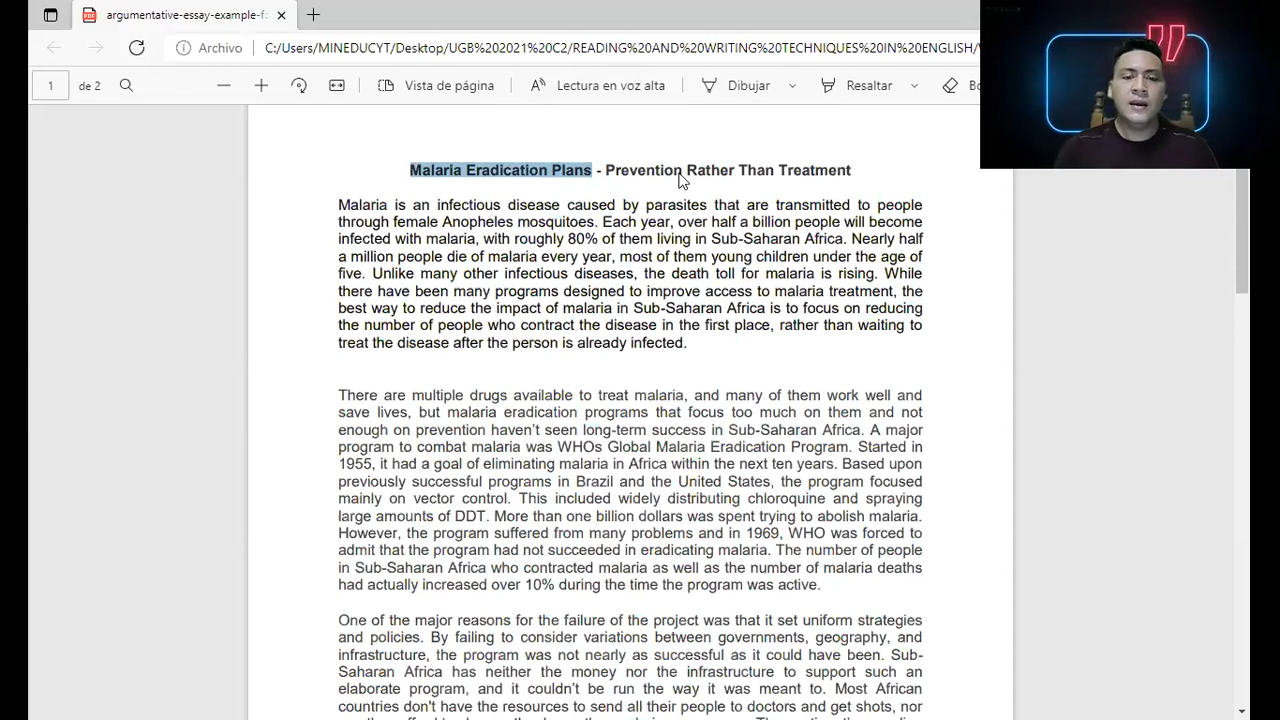 argumentative-essay-example-f
Archivo
C:/Users/MINEDUCYT/Desktop/UGB%202021%20C2/READING%20AND%20WRITING%20TECHNIQUES%20IN%20ENGLISH/
1 de 2
Vista de página
Lectura en voz alta
Dibujar
Resaltar
Malaria Eradication Plans - Prevention Rather Than Treatment
Malaria is an infectious disease caused by parasites that are transmitted to people
through female Anopheles mosquitoes. Each year, over half a billion people will become
infected with malaria, with roughly 80% of them living in Sub-Saharan Africa. Nearly half
a million people die of malaria every year, most of them young children under the age of
five. Unlike many other infectious diseases, the death toll for malaria is rising. While
there have been many programs designed to improve access to malaria treatment, the
best way to reduce the impact of malaria in Sub-Saharan Africa is to focus on reducing
the number of people who contract the disease in the first place, rather than waiting to
treat the disease after the person is already infected.
There are multiple drugs available to treat malaria, and many of them work well and
save lives, but malaria eradication programs that focus too much on them and not
enough on prevention haven't seen long-term success in Sub-Saharan Africa. A major
program to combat malaria was WHOs Global Malaria Eradication Program. Started in
1955, it had a goal of eliminating malaria in Africa within the next ten years. Based upon
previously successful programs in Brazil and the United States, the program focused
mainly on vector control. This included widely distributing chloroquine and spraying
large amounts of DDT. More than one billion dollars was spent trying to abolish malaria.
However, the program suffered from many problems and in 1969, WHO was forced to
admit that the program had not succeeded in eradicating malaria. The number of people
in Sub-Saharan Africa who contracted malaria as well as the number of malaria deaths
had actually increased over 10% during the time the program was active.
One of the major reasons for the failure of the project was that it set uniform strategies
and policies. By failing to consider variations between governments, geography, and
infrastructure, the program was not nearly as successful as it could have been. Sub-
Saharan Africa has neither the money nor the infrastructure to support such an
elaborate program, and it couldn't be run the way it was meant to. Most African
countries don't have the resources to send all their people to doctors and get shots, nor